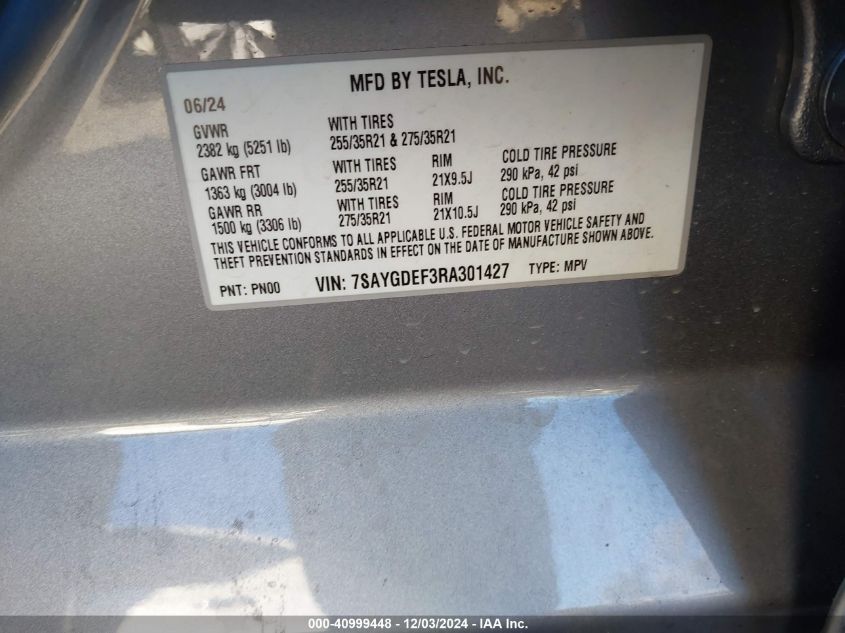 MFD BY TESLA, INC.
06/24
GVWR
2382 kg (5251 lb)
WITH TIRES
255/35R21 & 275/35R21
GAWR FRT
1363 kg (3004 lb)
WITH TIRES
255/35R21
RIM
21X9.5J
COLD TIRE PRESSURE
290 kPa, 42 psi
GAWR RR
1500 kg (3306 lb)
WITH TIRES
275/35R21
RIM
21X10.5J
COLD TIRE PRESSURE
290 kPa, 42 psi
THIS VEHICLE CONFORMS TO ALL APPLICABLE U.S. FEDERAL MOTOR VEHICLE SAFETY AND
THEFT PREVENTION STANDARDS IN EFFECT ON THE DATE OF MANUFACTURE SHOWN ABOVE.
PNT: PN00 VIN: 7SAYGDEF3RA301427 TYPE: MPV
000-40999448 - 12/03/2024 - IAA Inc.